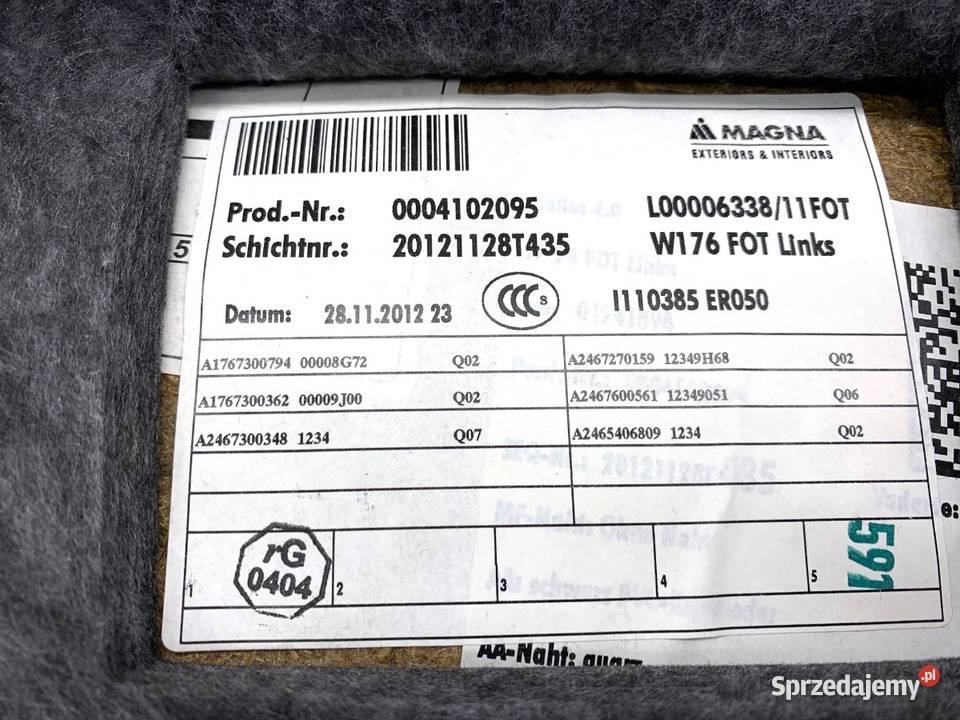 MAGNA
EXTERIORS & INTERIORS
Prod.-Nr.: 0004102095 L00006338/11FOT
Schichtnr.: 20121128T435 W176 FOT Links
Datum: 28.11.2012 23 CCC S I110385 ER050
A1767300794 00008G72 Q02 A2467270159 12349H68 Q02
A1767300362 00009J00 Q02 A2467600561 12349051 Q06
A2467300348 1234 Q07 A2465406809 1234 Q02
rG
0404
1 2 3 4 5
591
5
e:
AA-Naht:
Sprzedajemy.pl